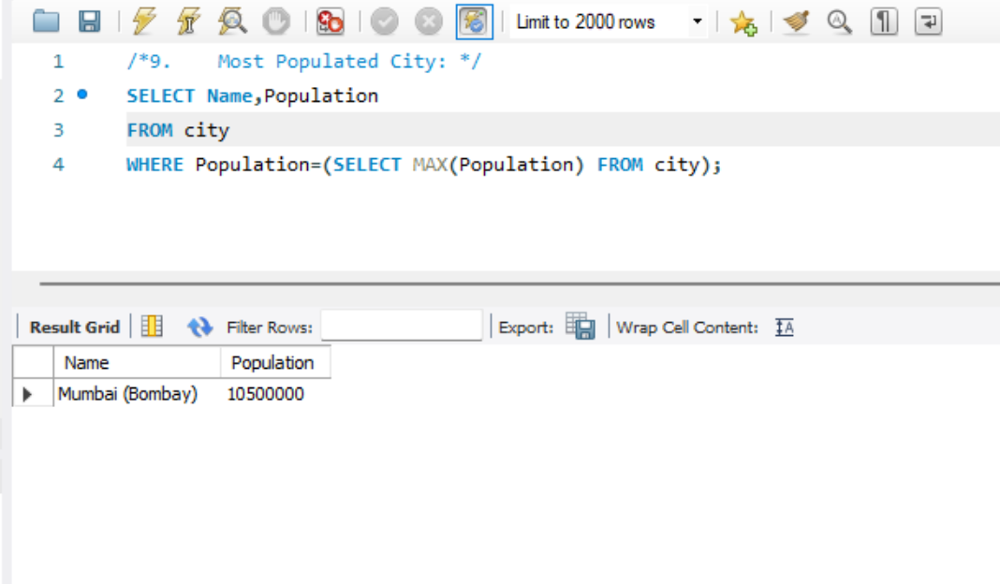 Limit to 2000 rows
1 /*9. Most Populated City: */
2 SELECT Name,Population
3 FROM city
4 WHERE Population=(SELECT MAX(Population) FROM city);
Result Grid Filter Rows: Export: Wrap Cell Content:
Name Population
Mumbai (Bombay) 10500000